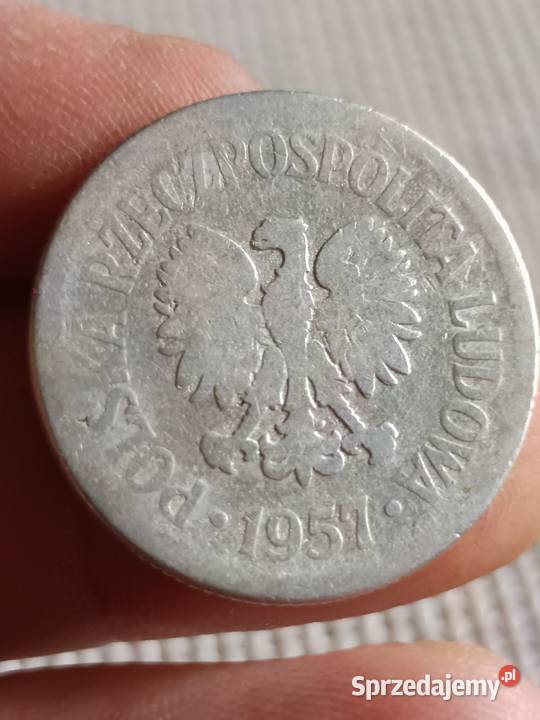 POLSKA RZECZPOSPOLITA LUDOWA
• 1957 •
Sprzedajemy.pl